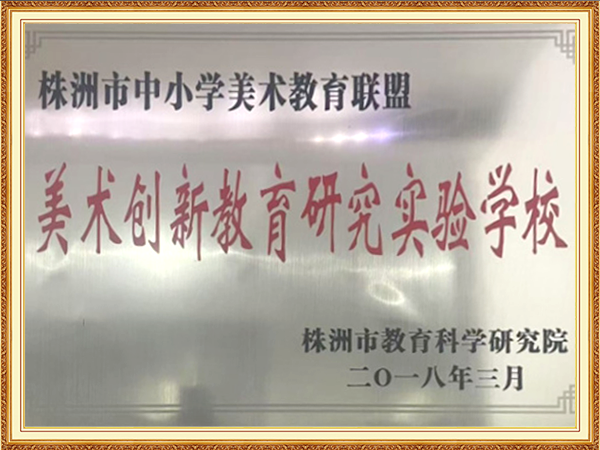 株洲市中小学美术教育联盟
美术创新教育研究实验学校
株洲市教育科学研究院
二〇一八年三月